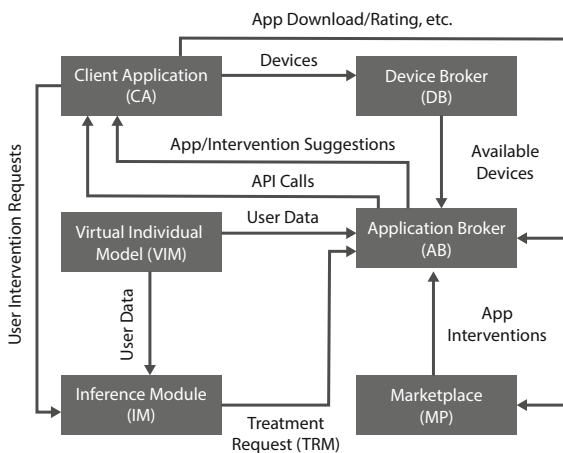 App Download/Rating, etc.
Client Application
(CA)
Devices
Device Broker
(DB)
App/Intervention Suggestions
Available
Devices
API Calls
User Intervention Requests
Virtual Individual
Model (VIM)
User Data
Application Broker
(AB)
User Data
App
Interventions
Inference Module
(IM)
Treatment
Request (TRM)
Marketplace
(MP)